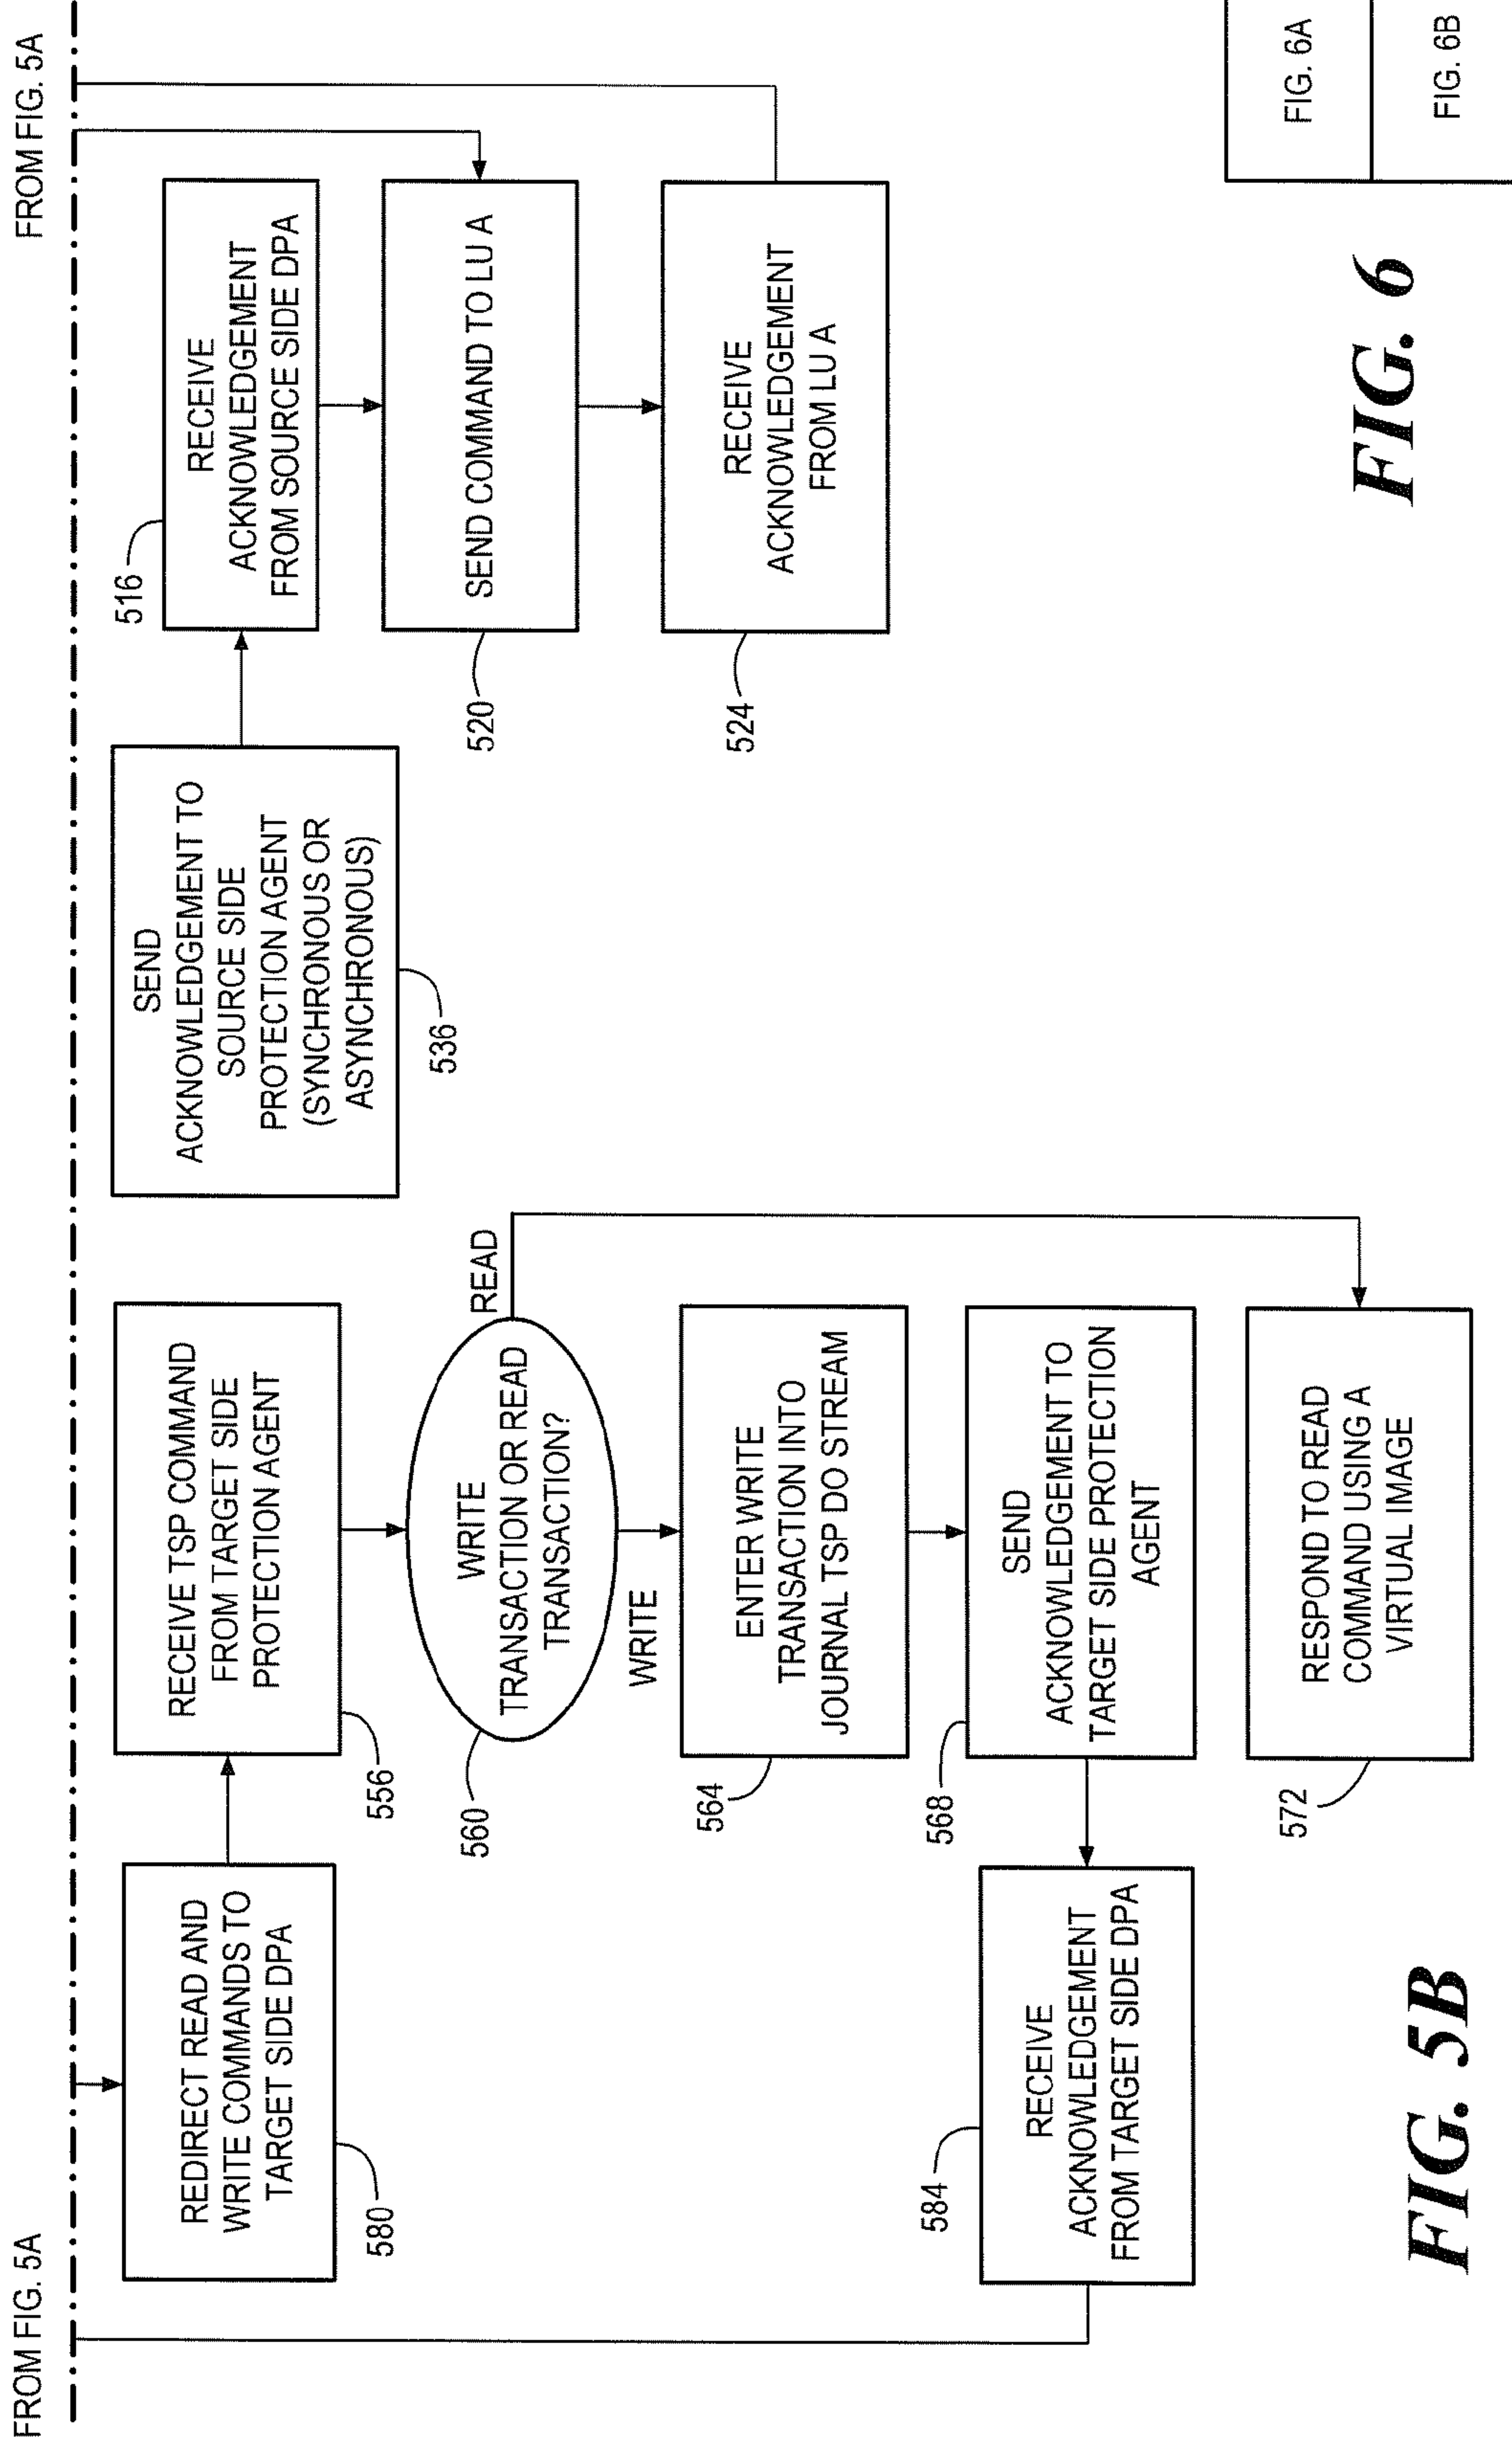 FROM FIG. 5A
FROM FIG. 5A
REDIRECT READ AND
WRITE COMMANDS TO
TARGET SIDE DPA
580
RECEIVE TSP COMMAND
FROM TARGET SIDE
PROTECTION AGENT
556
WRITE
TRANSACTION OR READ
TRANSACTION?
560
READ
WRITE
ENTER WRITE
TRANSACTION INTO
JOURNAL TSP DO STREAM
564
SEND
ACKNOWLEDGEMENT TO
TARGET SIDE PROTECTION
AGENT
568
RECEIVE
ACKNOWLEDGEMENT
FROM TARGET SIDE DPA
584
RESPOND TO READ
COMMAND USING A
VIRTUAL IMAGE
572
SEND
ACKNOWLEDGEMENT TO
SOURCE SIDE
PROTECTION AGENT
(SYNCHRONOUS OR
ASYNCHRONOUS)
536
RECEIVE
ACKNOWLEDGEMENT
FROM SOURCE SIDE DPA
516
SEND COMMAND TO LU A
520
RECEIVE
ACKNOWLEDGEMENT
FROM LU A
524
FIG. 5B
FIG. 6
FIG. 6A
FIG. 6B